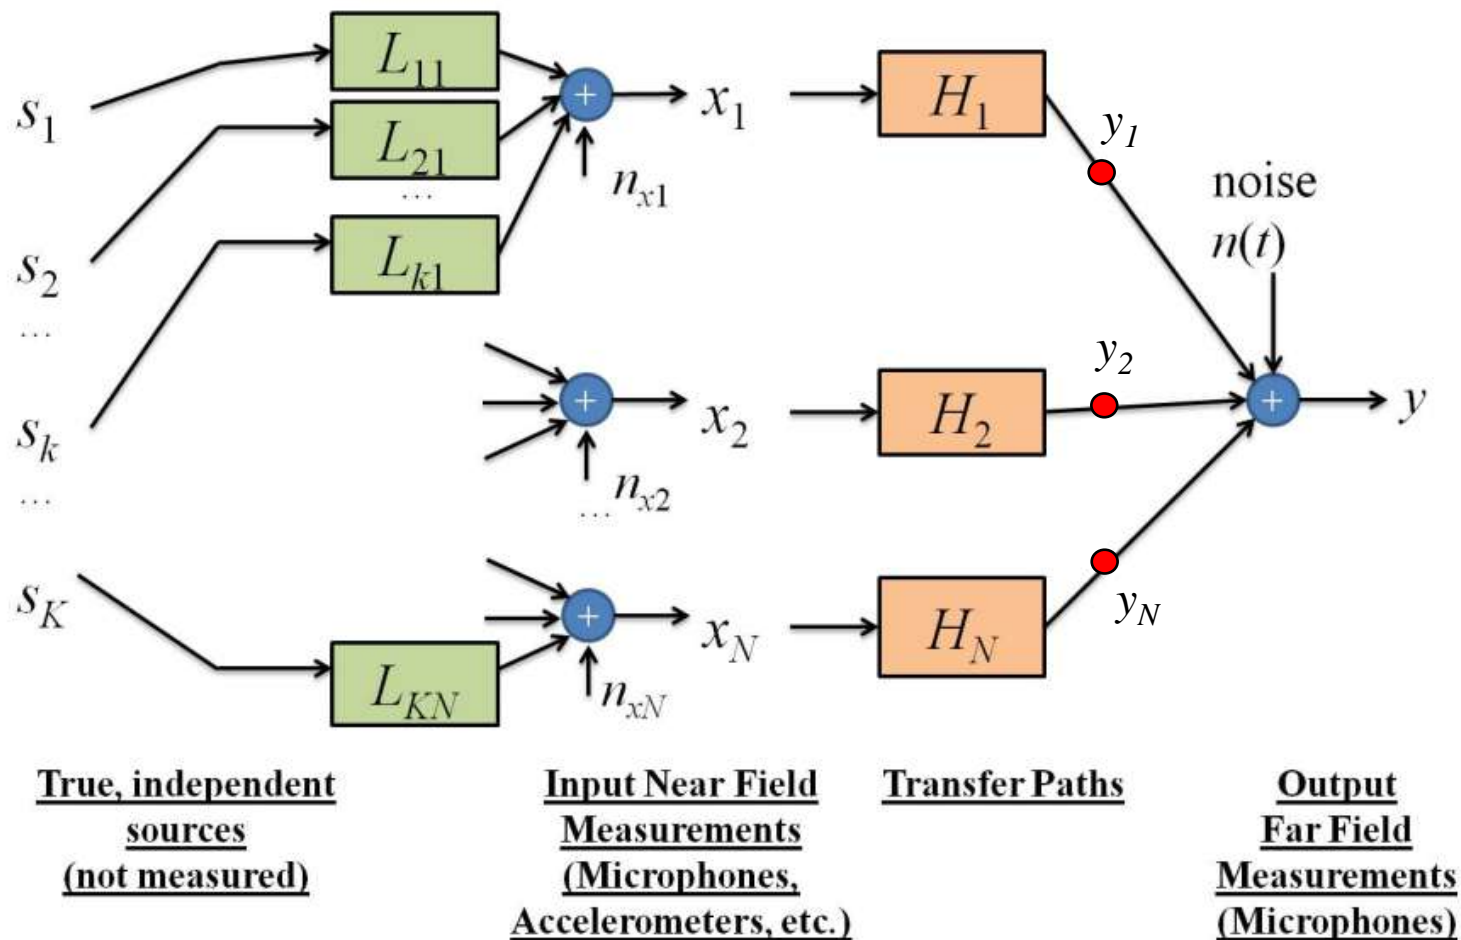 s1
s2
...
sk
...
sK
L11
L21
...
Lk1
LKN
+
nx1
x1
+
nx2
...
x2
+
nxN
xN
H1
H2
HN
y1
y2
yN
noise
n(t)
+
y
True, independent
sources
(not measured)
Input Near Field
Measurements
(Microphones,
Accelerometers, etc.)
Transfer Paths
Output
Far Field
Measurements
(Microphones)